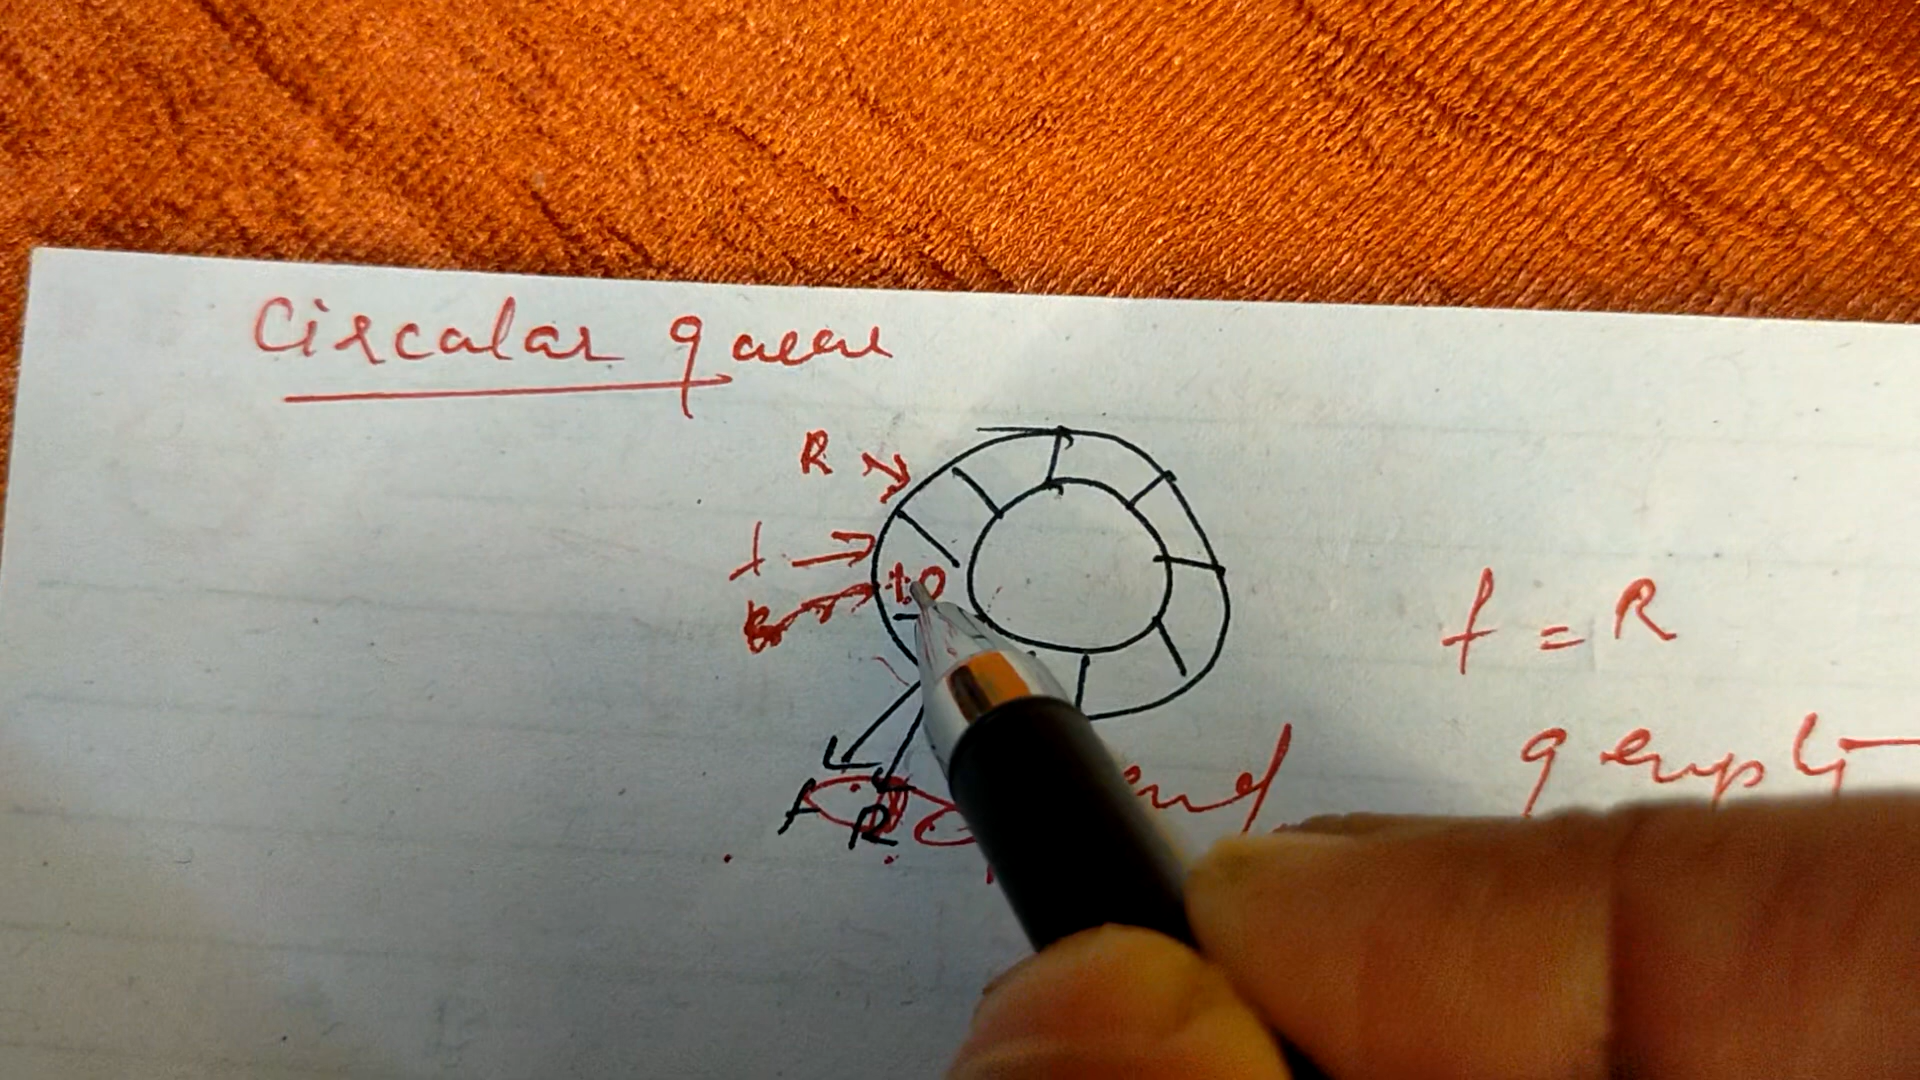 Circular queue
R
f
10
f = R
q empty
f R